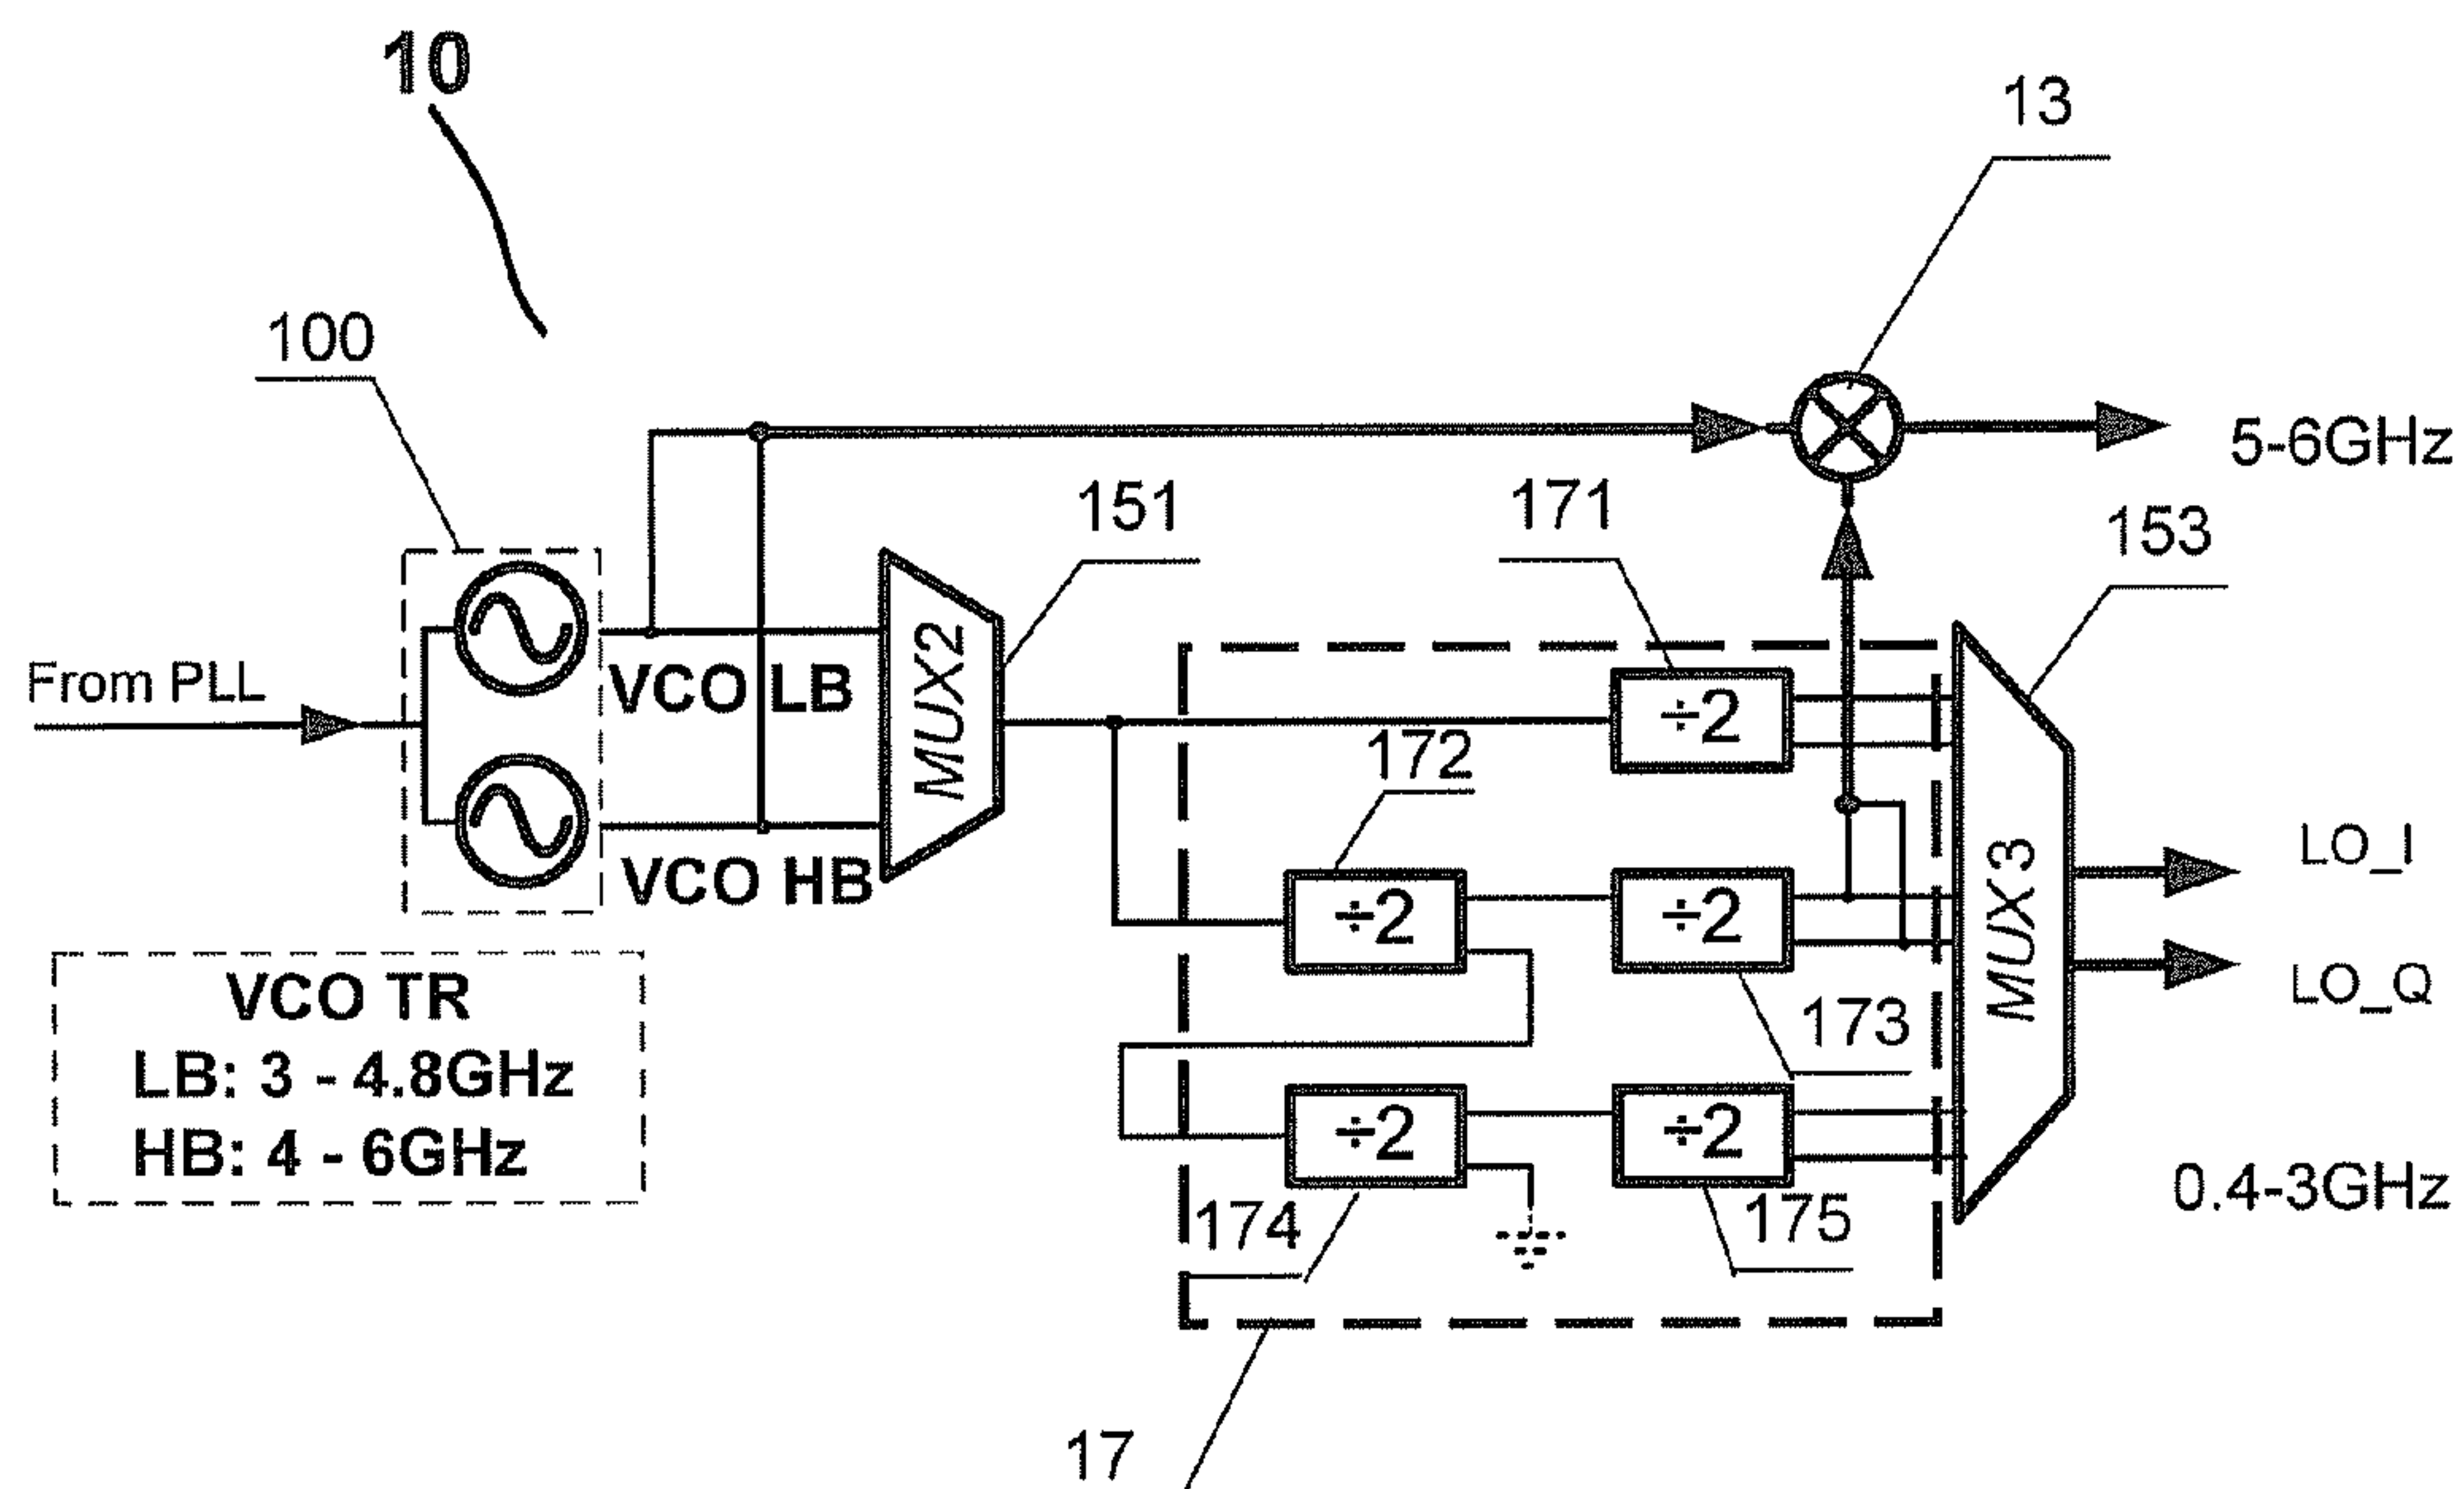 10
13
100
5-6GHz
151
171
153
From PLL
VCO LB
MUX2
÷2
172
VCO HB
÷2
÷2
MUX3
LO_I
LO_Q
173
VCO TR
LB: 3 - 4.8GHz
HB: 4 - 6GHz
÷2
÷2
174
175
0.4-3GHz
17